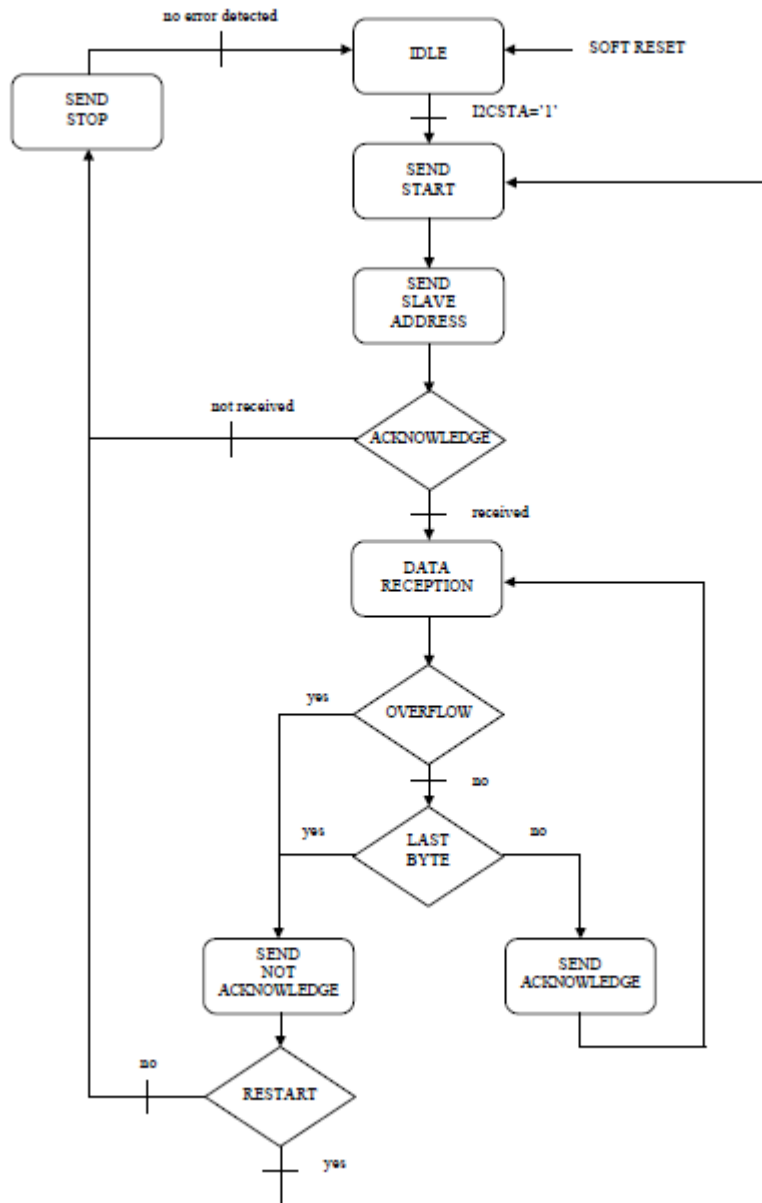 no error detected
IDLE
SOFT RESET
SEND
STOP
I2CSTA='1'
SEND
START
SEND
SLAVE
ADDRESS
not received
ACKNOWLEDGE
received
DATA
RECEPTION
yes
OVERFLOW
no
yes
LAST
BYTE
no
SEND
NOT
ACKNOWLEDGE
SEND
ACKNOWLEDGE
no
RESTART
yes